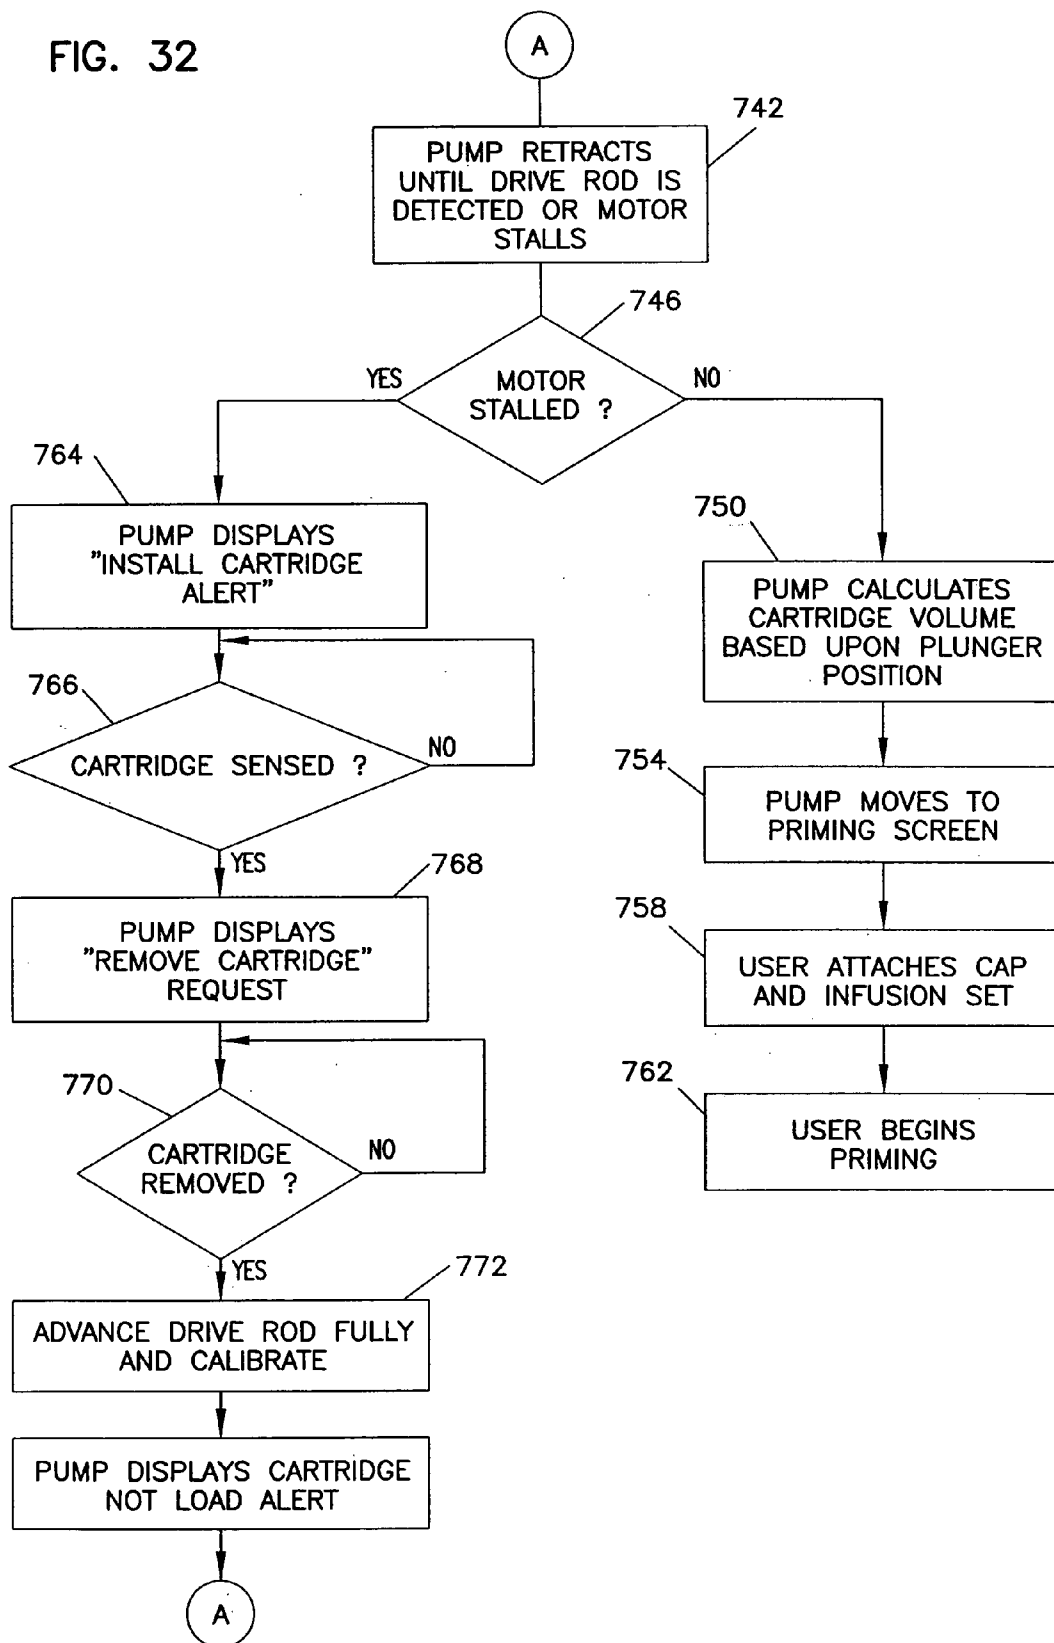 FIG. 32
A
742
PUMP RETRACTS
UNTIL DRIVE ROD IS
DETECTED OR MOTOR
STALLS
746
MOTOR
STALLED ?
YES
NO
764
PUMP DISPLAYS
"INSTALL CARTRIDGE
ALERT"
766
CARTRIDGE SENSED ?
NO
YES
768
PUMP DISPLAYS
"REMOVE CARTRIDGE"
REQUEST
770
CARTRIDGE
REMOVED ?
NO
YES
772
ADVANCE DRIVE ROD FULLY
AND CALIBRATE
PUMP DISPLAYS CARTRIDGE
NOT LOAD ALERT
A
750
PUMP CALCULATES
CARTRIDGE VOLUME
BASED UPON PLUNGER
POSITION
754
PUMP MOVES TO
PRIMING SCREEN
758
USER ATTACHES CAP
AND INFUSION SET
762
USER BEGINS
PRIMING